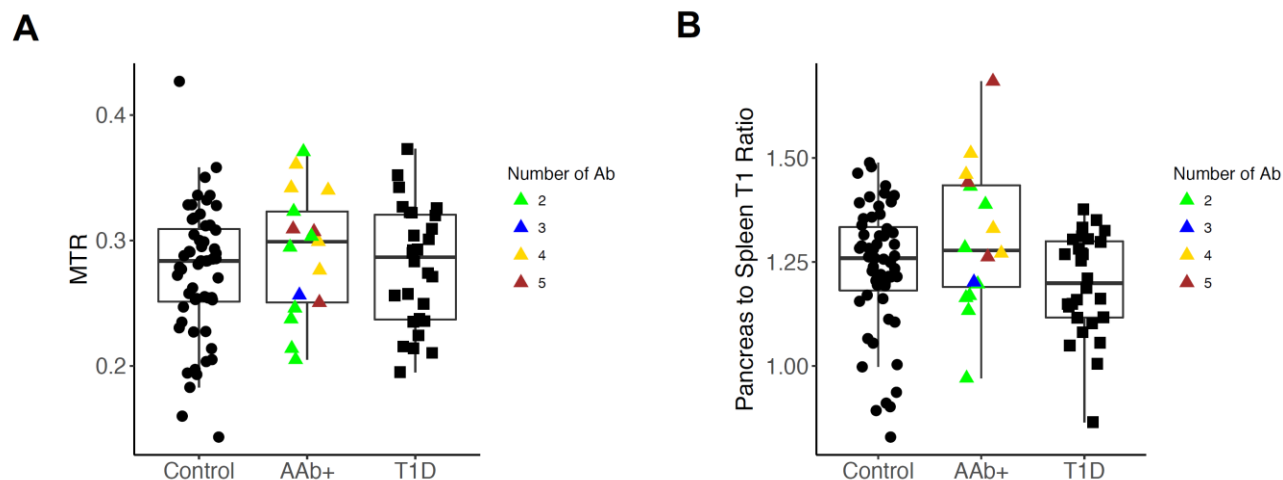 A
MTR
0.4
0.3
0.2
Control
AAb+
T1D
Number of Ab
2
3
4
5
B
Pancreas to Spleen T1 Ratio
1.50
1.25
1.00
Control
AAb+
T1D
Number of Ab
2
3
4
5